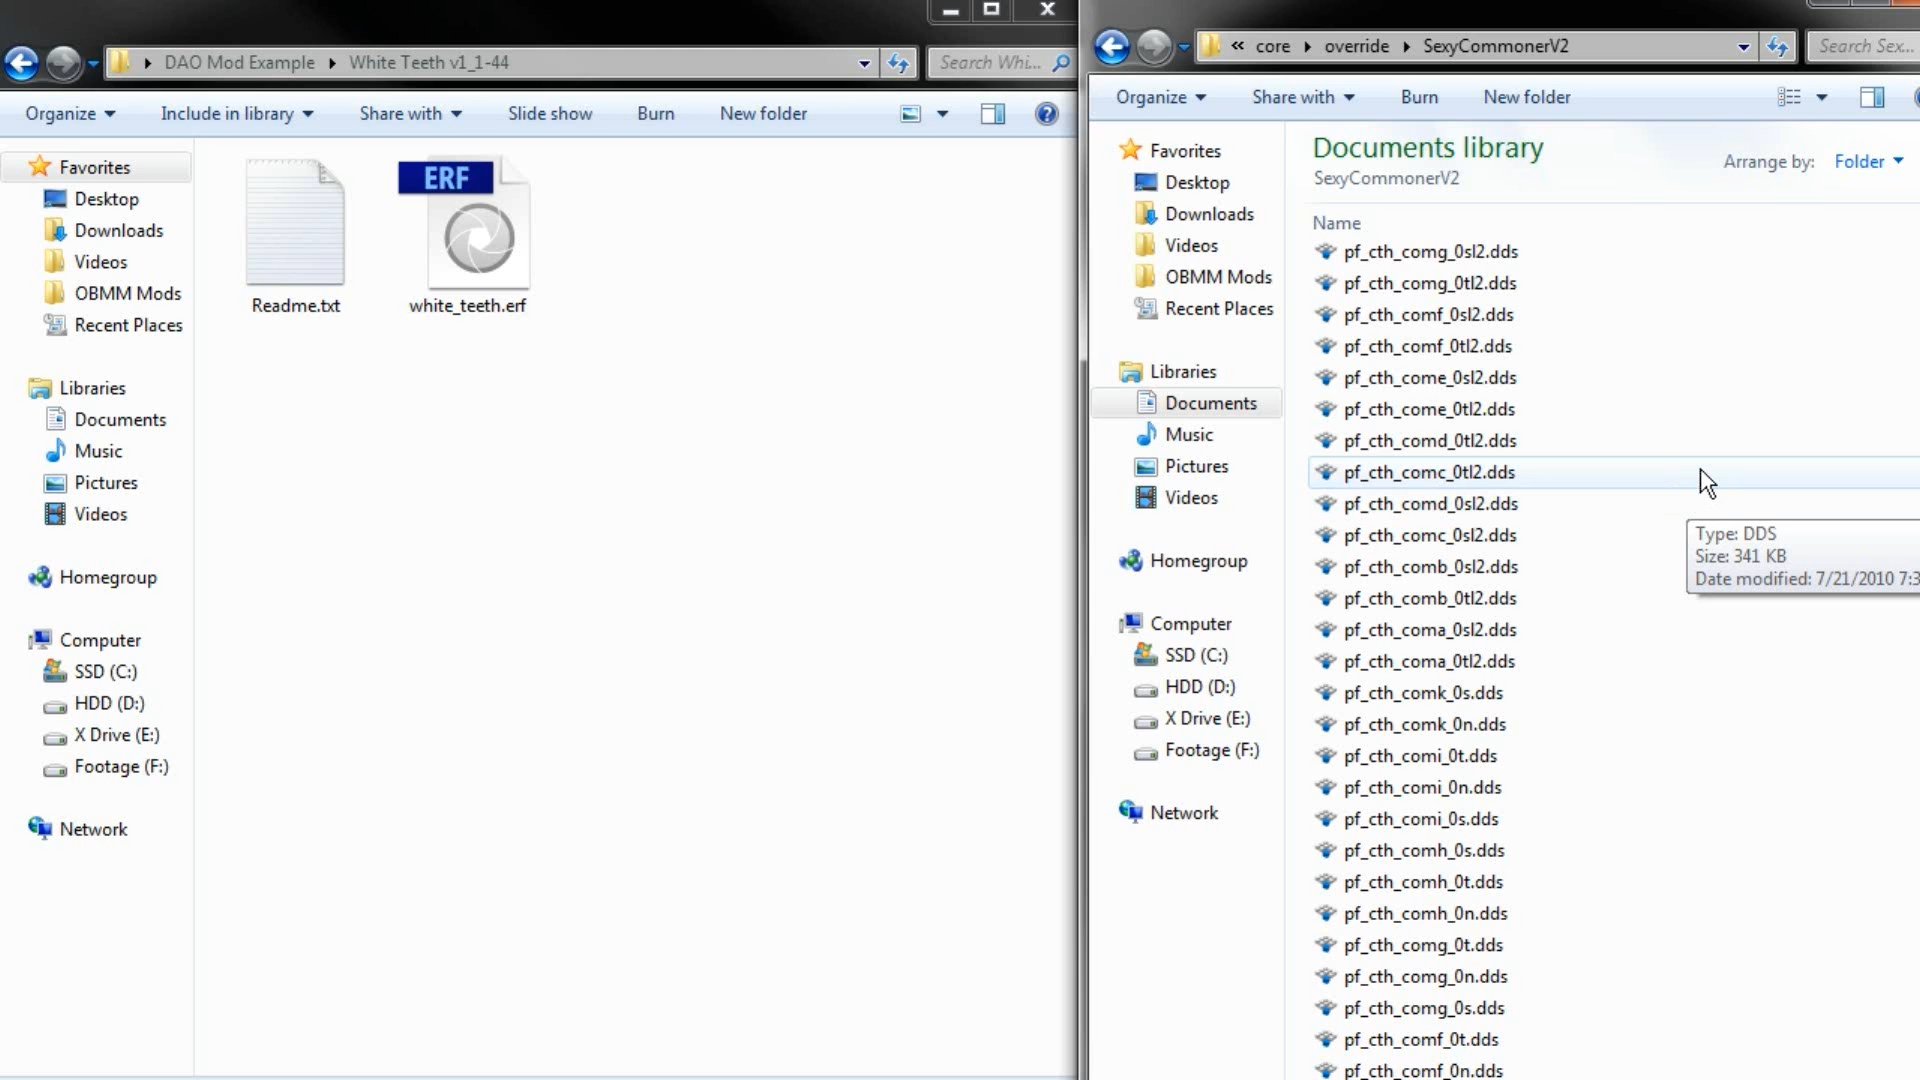 DAO Mod Example White Teeth v1_1-44
Search Whi...
Organize Include in library Share with Slide show Burn New folder
Favorites
Desktop
Downloads
Videos
OBMM Mods
Recent Places
Libraries
Documents
Music
Pictures
Videos
Homegroup
Computer
SSD (C:)
HDD (D:)
X Drive (E:)
Footage (F:)
Network
ERF
Readme.txt
white_teeth.erf
« core override SexyCommonerV2
Search Sex...
Organize Share with Burn New folder
Favorites
Desktop
Downloads
Videos
OBMM Mods
Recent Places
Libraries
Documents
Music
Pictures
Videos
Homegroup
Computer
SSD (C:)
HDD (D:)
X Drive (E:)
Footage (F:)
Network
Documents library
SexyCommonerV2
Arrange by: Folder
Name
pf_cth_comg_0sl2.dds
pf_cth_comg_0tl2.dds
pf_cth_comf_0sl2.dds
pf_cth_comf_0tl2.dds
pf_cth_come_0sl2.dds
pf_cth_come_0tl2.dds
pf_cth_comd_0tl2.dds
pf_cth_comc_0tl2.dds
pf_cth_comd_0sl2.dds
pf_cth_comc_0sl2.dds
pf_cth_comb_0sl2.dds
pf_cth_comb_0tl2.dds
pf_cth_coma_0sl2.dds
pf_cth_coma_0tl2.dds
pf_cth_comk_0s.dds
pf_cth_comk_0n.dds
pf_cth_comi_0t.dds
pf_cth_comi_0n.dds
pf_cth_comi_0s.dds
pf_cth_comh_0s.dds
pf_cth_comh_0t.dds
pf_cth_comh_0n.dds
pf_cth_comg_0t.dds
pf_cth_comg_0n.dds
pf_cth_comg_0s.dds
pf_cth_comf_0t.dds
pf_cth_comf_0n.dds
Type: DDS
Size: 341 KB
Date modified: 7/21/2010 7:3